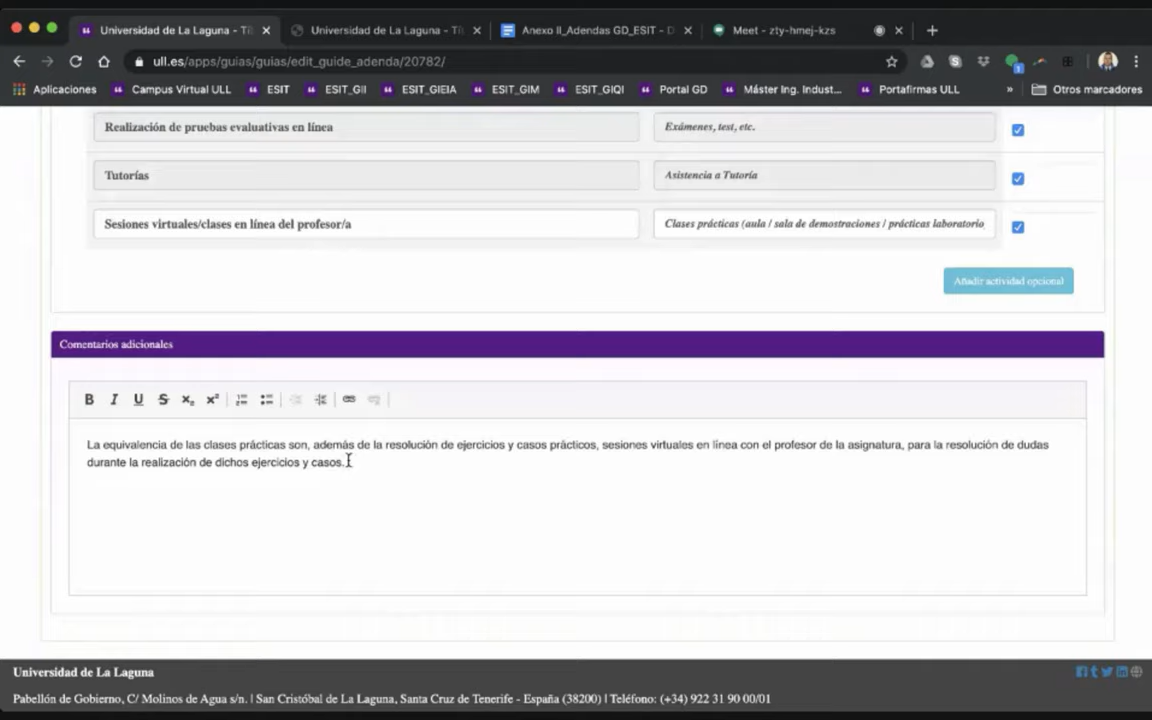 Universidad de La Laguna - Tí
Universidad de La Laguna - Tít
Anexo II_Adendas GD_ESIT - D
Meet - zty-hmej-kzs
ull.es/apps/guias/guias/edit_guide_adenda/20782/
Aplicaciones
Campus Virtual ULL
ESIT
ESIT_GII
ESIT_GIEIA
ESIT_GIM
ESIT_GIQI
Portal GD
Máster Ing. Indust...
Portafirmas ULL
»
Otros marcadores
Realización de pruebas evaluativas en línea
Exámenes, test, etc.
Tutorías
Asistencia a Tutoría
Sesiones virtuales/clases en línea del profesor/a
Clases prácticas (aula / sala de demostraciones / prácticas laboratorio
Añadir actividad opcional
Comentarios adicionales
B I U S x₂ x²
La equivalencia de las clases prácticas son, además de la resolución de ejercicios y casos prácticos, sesiones virtuales en línea con el profesor de la asignatura, para la resolución de dudas
durante la realización de dichos ejercicios y casos.
Universidad de La Laguna
Pabellón de Gobierno, C/ Molinos de Agua s/n. | San Cristóbal de La Laguna, Santa Cruz de Tenerife - España (38200) | Teléfono: (+34) 922 31 90 00/01